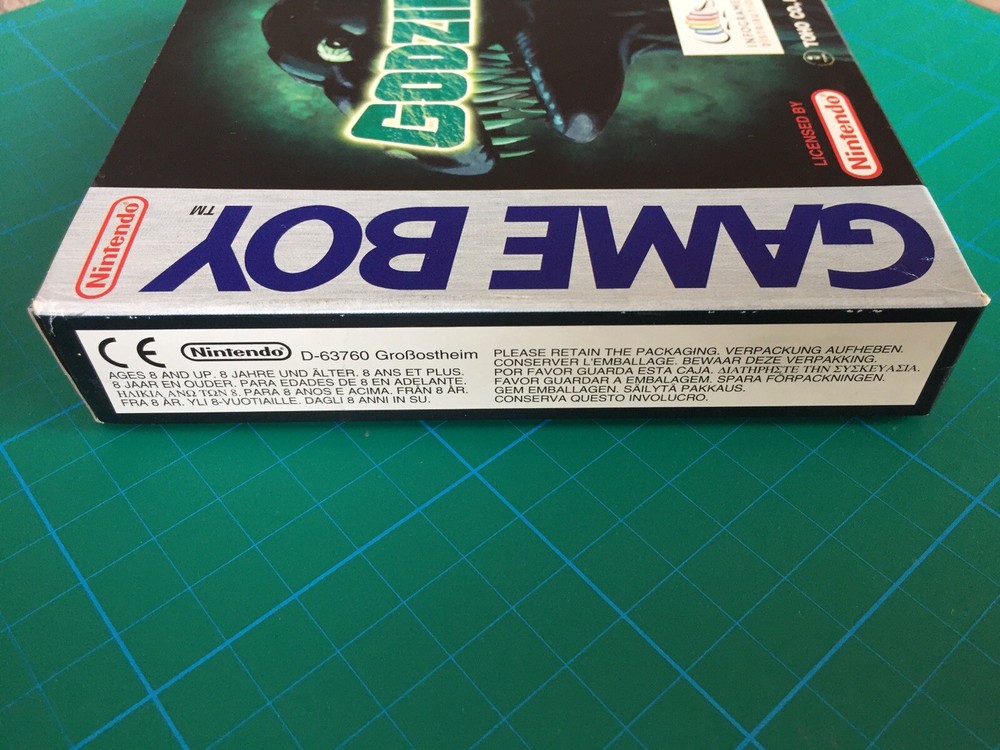 GODZI
INFOGRAM
DISTRIBUTIO
TOHO CO.,
LICENSED BY
Nintendo
Nintendo
GAME BOY™
CE Nintendo D-63760 Großostheim
AGES 8 AND UP. 8 JAHRE UND ÄLTER. 8 ANS ET PLUS.
8 JAAR EN OUDER. PARA EDADES DE 8 EN ADELANTE.
ΗΛΙΚΙΑ ΑΝΩ ΤΩΝ 8. PARA 8 ANOS E ACIMA. FRÅN 8 ÅR.
FRA 8 ÅR. YLI 8-VUOTIAILLE. DAGLI 8 ANNI IN SU.
PLEASE RETAIN THE PACKAGING. VERPACKUNG AUFHEBEN.
CONSERVER L'EMBALLAGE. BEWAAR DEZE VERPAKKING.
POR FAVOR GUARDA ESTA CAJA. ΔΙΑΤΗΡΗΣΤΕ ΤΗΝ ΣΥΣΚΕΥΑΣΙΑ.
FAVOR GUARDAR A EMBALAGEM. SPARA FÖRPACKNINGEN.
GEM EMBALLAGEN. SÄILYTÄ PAKKAUS.
CONSERVA QUESTO INVOLUCRO.